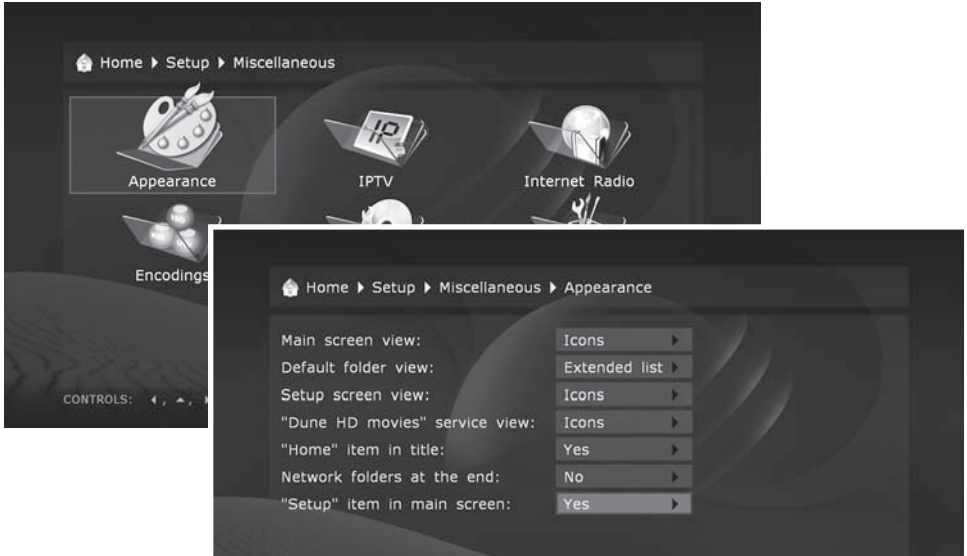 Home ▸ Setup ▸ Miscellaneous
Appearance IPTV Internet Radio
Encodings
CONTROLS:
Home ▸ Setup ▸ Miscellaneous ▸ Appearance
Main screen view: Icons
Default folder view: Extended list
Setup screen view: Icons
"Dune HD movies" service view: Icons
"Home" item in title: Yes
Network folders at the end: No
"Setup" item in main screen: Yes